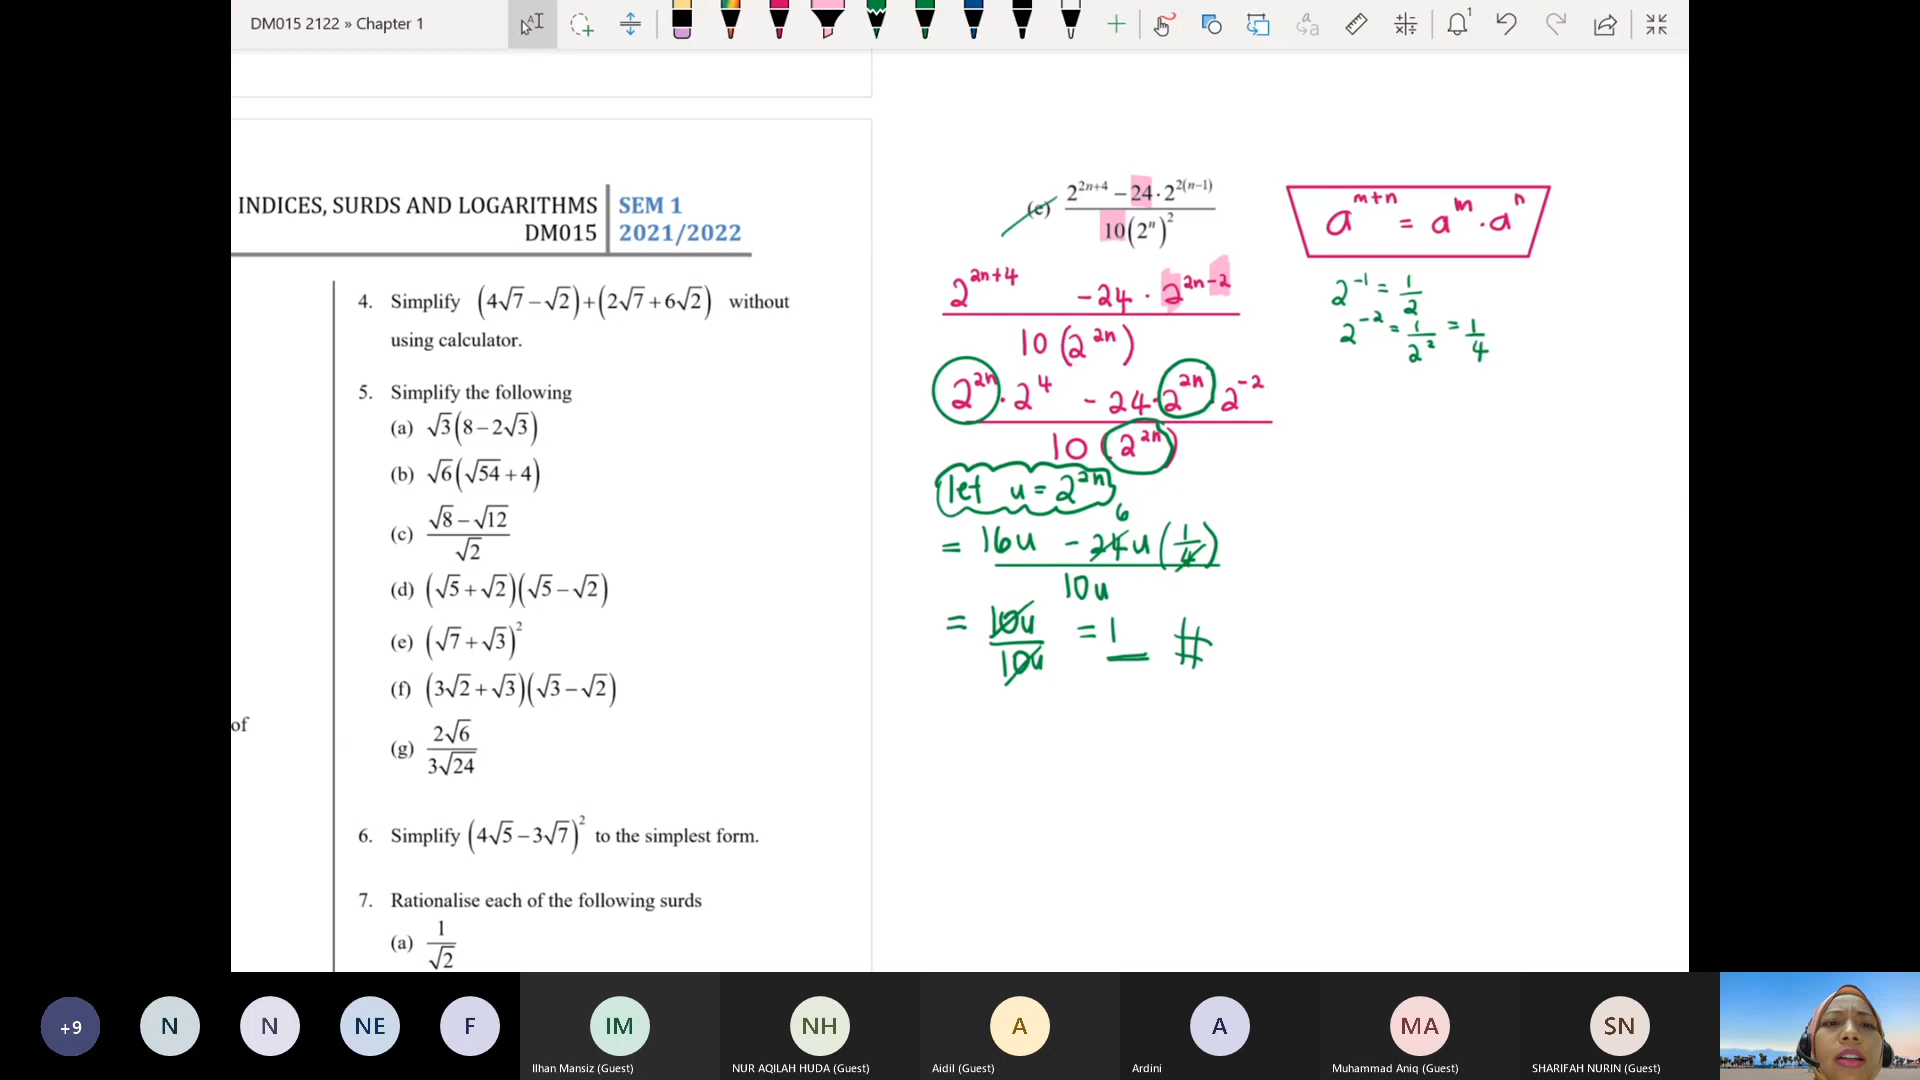 DM015 2122 » Chapter 1
INDICES, SURDS AND LOGARITHMS
DM015
SEM 1
2021/2022
4. Simplify (4√7 − √2) + (2√7 + 6√2) without
using calculator.
5. Simplify the following
(a) √3(8 − 2√3)
(b) √6(√54 + 4)
(c) (√8 − √12)/√2
(d) (√5 + √2)(√5 − √2)
(e) (√7 + √3)²
(f) (3√2 + √3)(√3 − √2)
(g) 2√6/3√24
of
6. Simplify (4√5 − 3√7)² to the simplest form.
7. Rationalise each of the following surds
(a) 1/√2
(e) (2^(2n+4) − 24 · 2^(2(n−1)))/(10(2^n)^2)
(2^(2n+4) − 24 · 2^(2n−2))/(10(2^(2n)))
(2^(2n) · 2^4 − 24 · 2^(2n) · 2^(−2))/(10(2^(2n)))
let u = 2^(2n)
6
= (16u − 24u(1/4))/(10u)
= 10u/10u = 1 #
a^(m+n) = a^m · a^n
2^(−1) = 1/2
2^(−2) = 1/2² = 1/4
+9
N
N
NE
F
IM
Ilhan Mansiz (Guest)
NH
NUR AQILAH HUDA (Guest)
A
Aidil (Guest)
A
Ardini
MA
Muhammad Aniq (Guest)
SN
SHARIFAH NURIN (Guest)